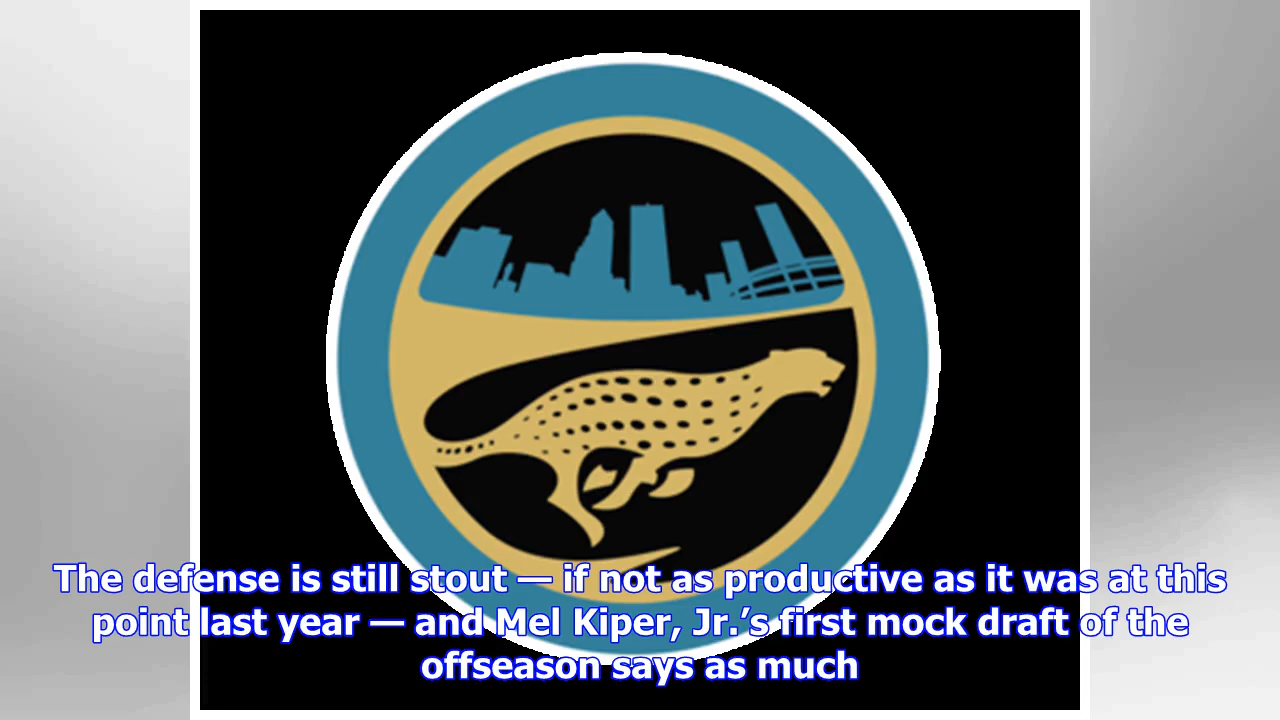 The defense is still stout — if not as productive as it was at this
point last year — and Mel Kiper, Jr.’s first mock draft of the
offseason says as much